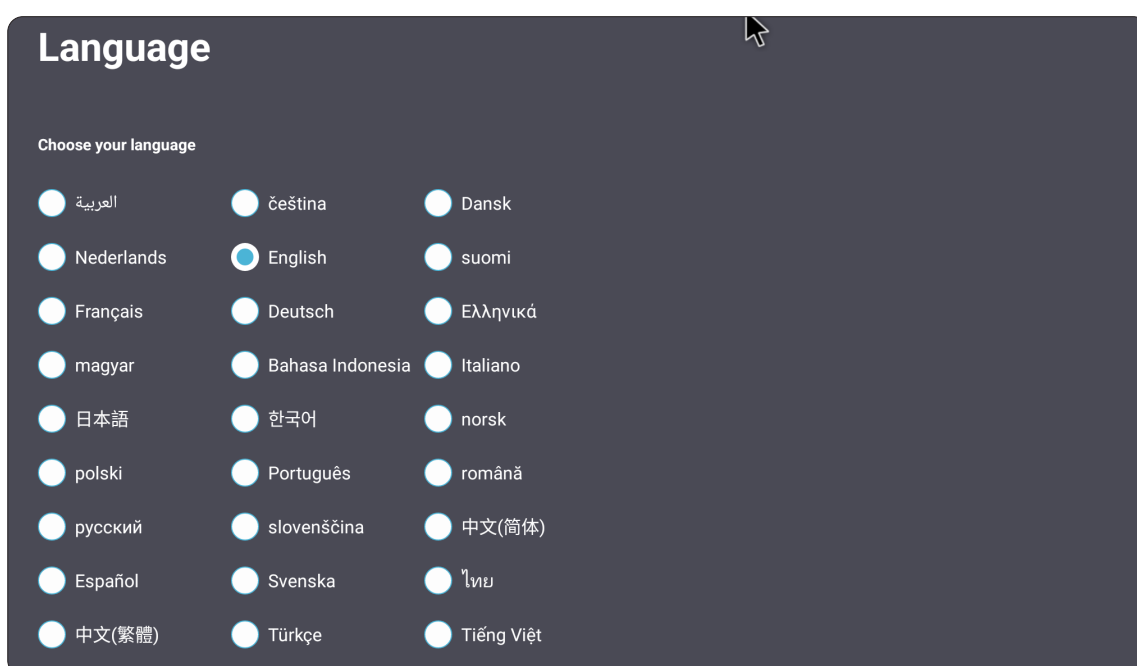 Language
Choose your language
العربية čeština Dansk
Nederlands English suomi
Français Deutsch Ελληνικά
magyar Bahasa Indonesia Italiano
日本語 한국어 norsk
polski Português română
русский slovenščina 中文(简体)
Español Svenska ไทย
中文(繁體) Türkçe Tiếng Việt